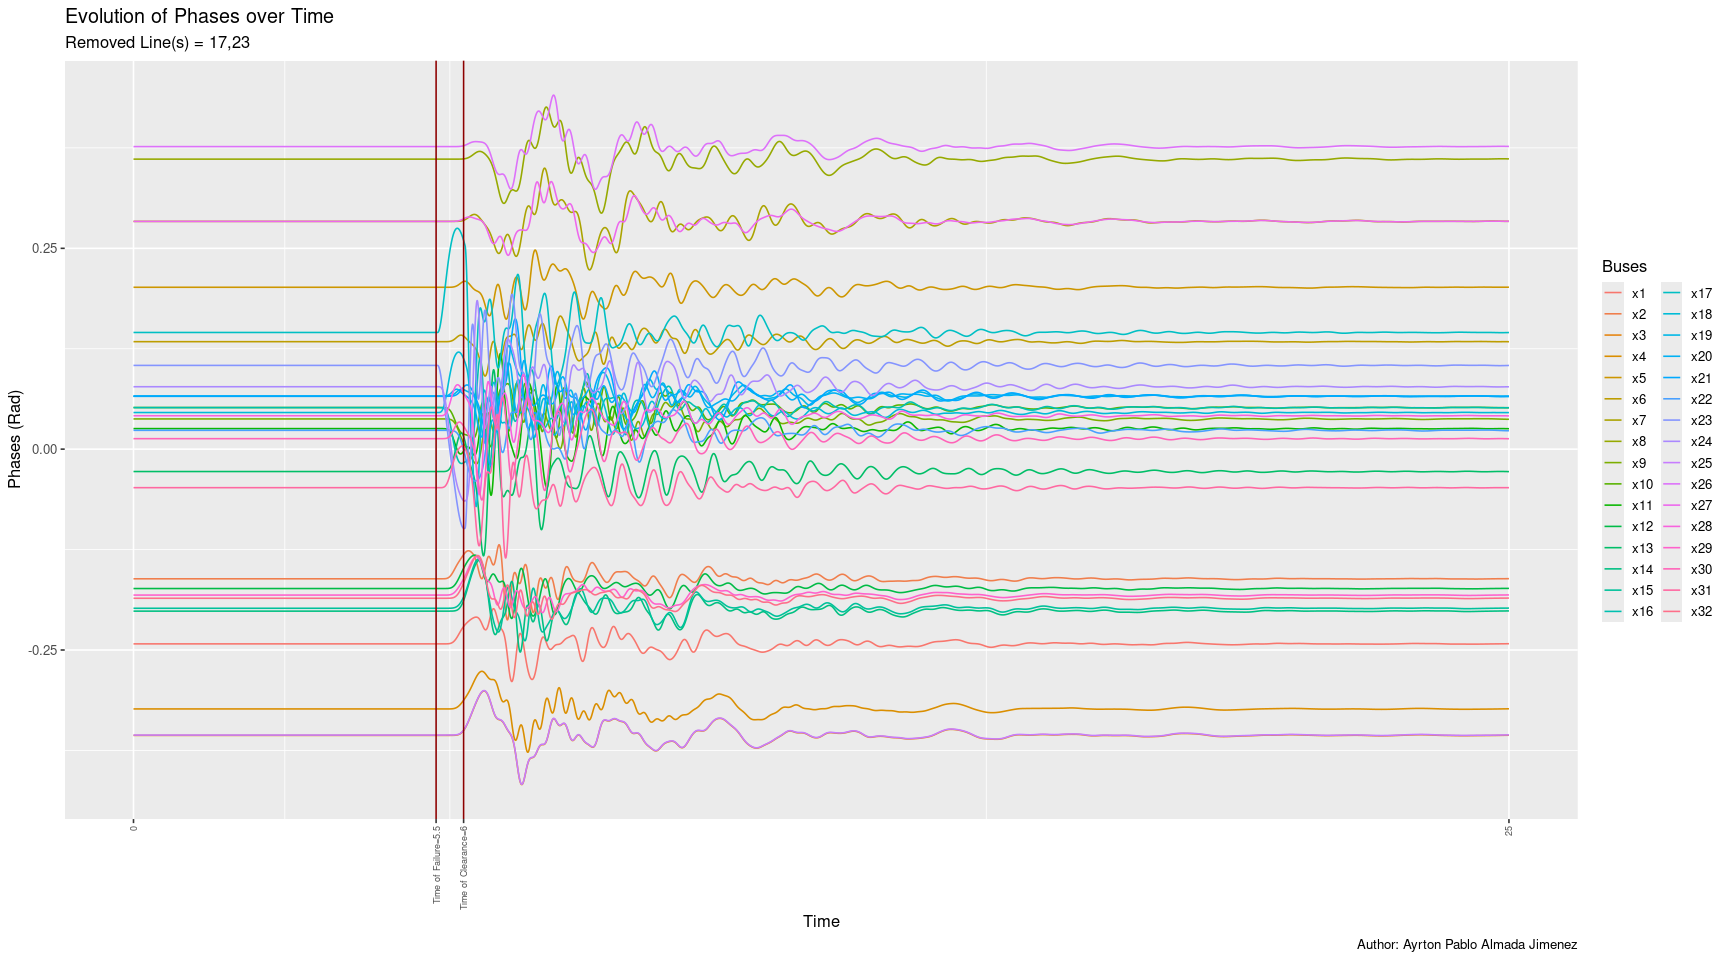 Evolution of Phases over Time
Removed Line(s) = 17,23
Phases (Rad)
0.25
0.00
-0.25
0
Time of Failure=5.5
Time of Clearance=6
25
Time
Buses
x1
x2
x3
x4
x5
x6
x7
x8
x9
x10
x11
x12
x13
x14
x15
x16
x17
x18
x19
x20
x21
x22
x23
x24
x25
x26
x27
x28
x29
x30
x31
x32
Author: Ayrton Pablo Almada Jimenez